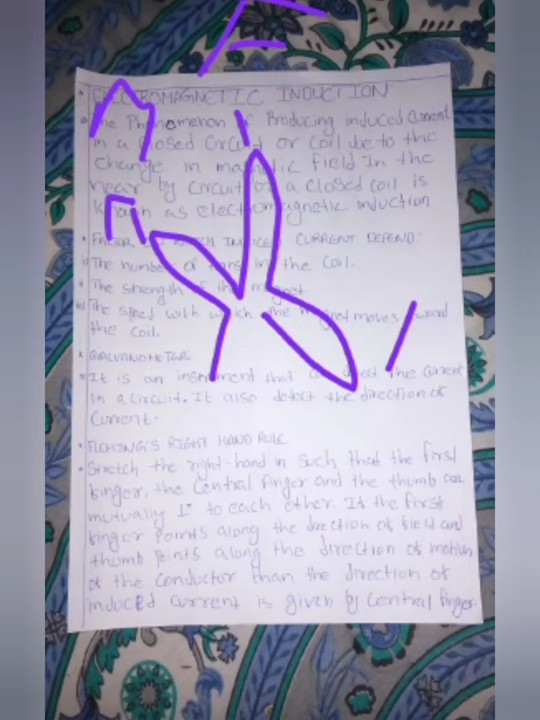 ELECTROMAGNETIC INDUCTION
The Phenomenon of Producing induced current
in a closed Circuit or coil due to the
change in magnetic field In the
near by circuit or a closed coil is
known as electromagnetic induction
INDUCED CURRENT DEPEND:
i) The number of turns in the coil.
The strength of the magnet
The speed with which the magnet moves toward
the coil.
GALVANOMETER
It is an instrument that detect the current
in a circuit. It also detect the direction of
Current.
FLEMING'S RIGHT HAND RULE
Stretch the right-hand in such that the first
finger, the Central finger and the thumb are
mutually ⊥ to each other. If the first
finger Points along the direction of field and
thumb points along the direction of motion
of the conductor than the direction of
induced current is given by Central finger